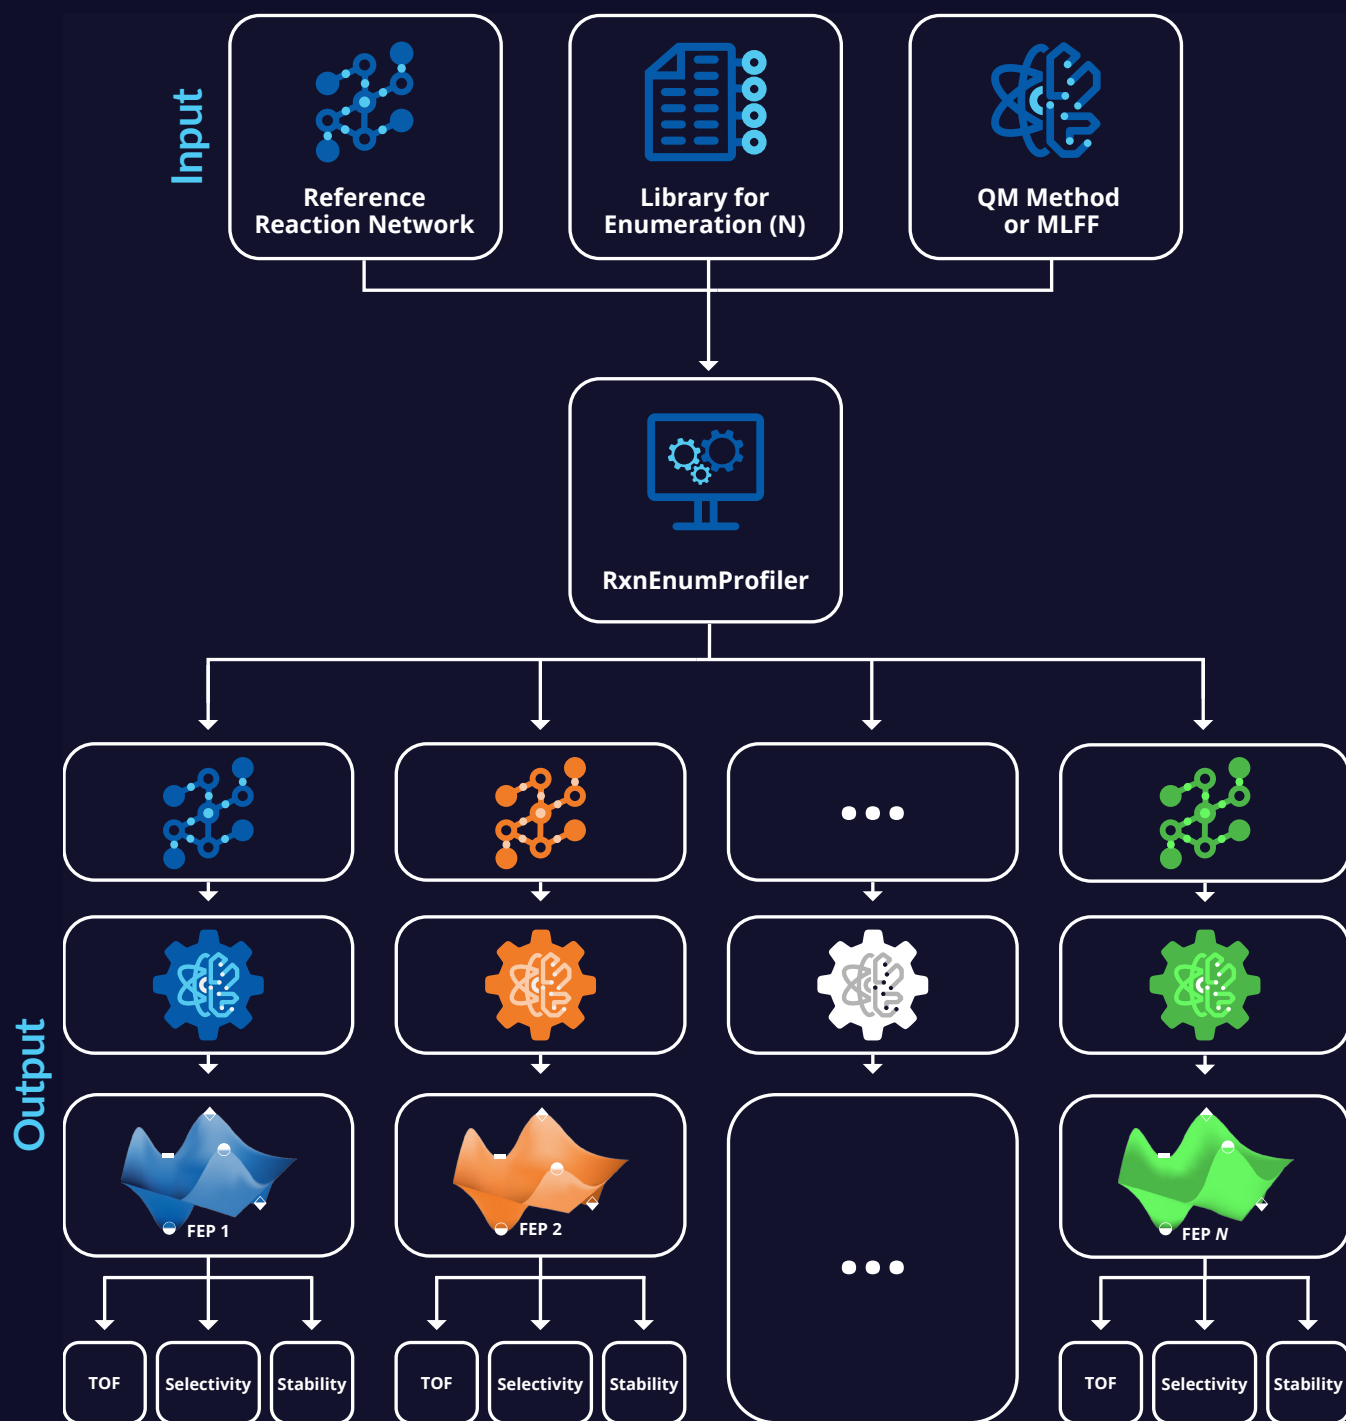 Input
Reference
Reaction Network
Library for
Enumeration (N)
QM Method
or MLFF
RxnEnumProfiler
Output
FEP 1
FEP 2
FEP N
TOF
Selectivity
Stability
TOF
Selectivity
Stability
TOF
Selectivity
Stability